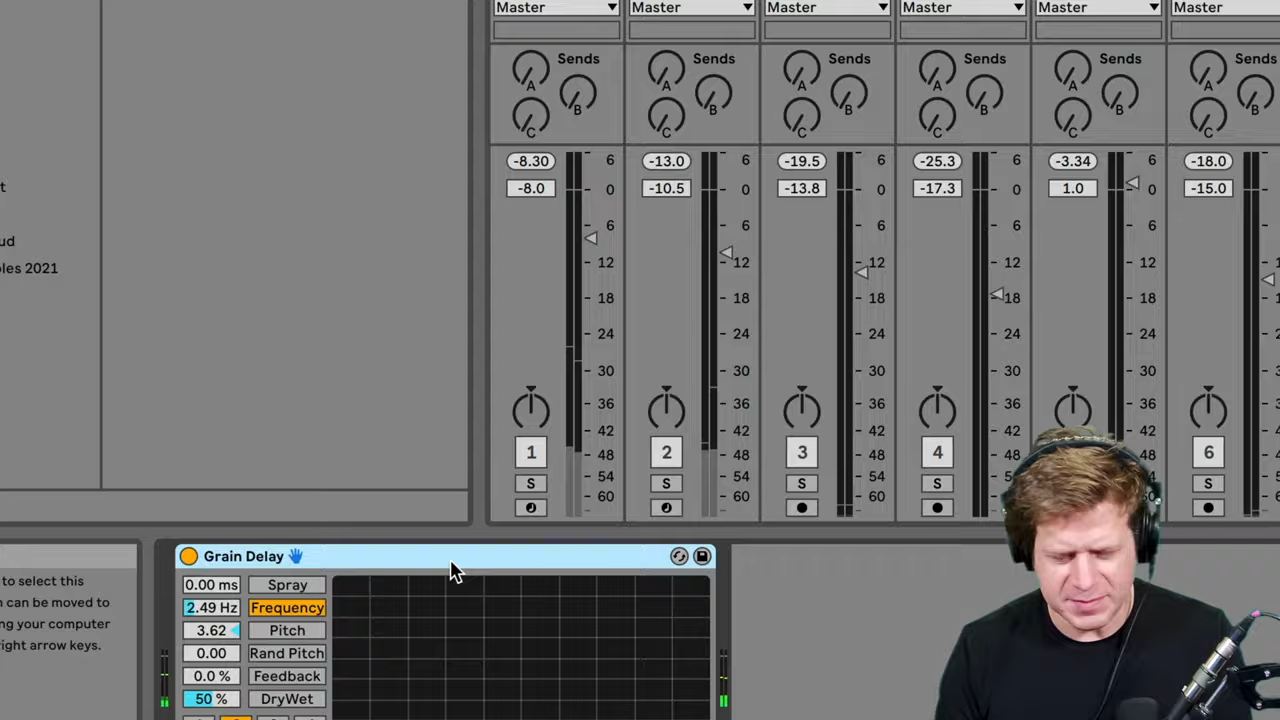 Master Master Master Master Master Master
Sends Sends Sends Sends Sends Sends
A A A A A A
B B B B B B
C C C C C C
-8.30 6 -13.0 6 -19.5 6 -25.3 6 -3.34 6 -18.0
-8.0 0 -10.5 0 -13.8 0 -17.3 0 1.0 0 -15.0
t
6 6 6 6 6
ud
12 12 12 12 12 1
les 2021
18 18 18 18 18
24 24 24 24 24
30 30 30 30 30
36 36 36 36 36
42 42 42 42 42
1 48 2 48 3 48 4 48 6
S 54 S 54 S 54 S 54 S
60 60 60 60
Grain Delay
to select this
n can be moved to
ng your computer
right arrow keys.
0.00 ms Spray
2.49 Hz Frequency
3.62 Pitch
0.00 Rand Pitch
0.0 % Feedback
50 % DryWet